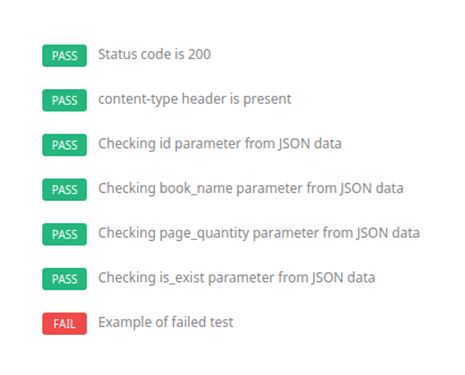 PASS Status code is 200
PASS content-type header is present
PASS Checking id parameter from JSON data
PASS Checking book_name parameter from JSON data
PASS Checking page_quantity parameter from JSON data
PASS Checking is_exist parameter from JSON data
FAIL Example of failed test